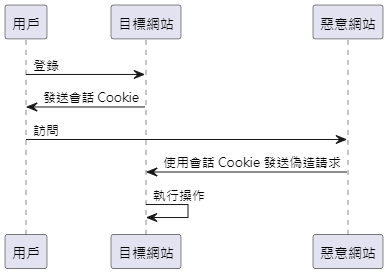 用戶
目標網站
惡意網站
登錄
發送會話 Cookie
訪問
使用會話 Cookie 發送偽造請求
執行操作
用戶
目標網站
惡意網站